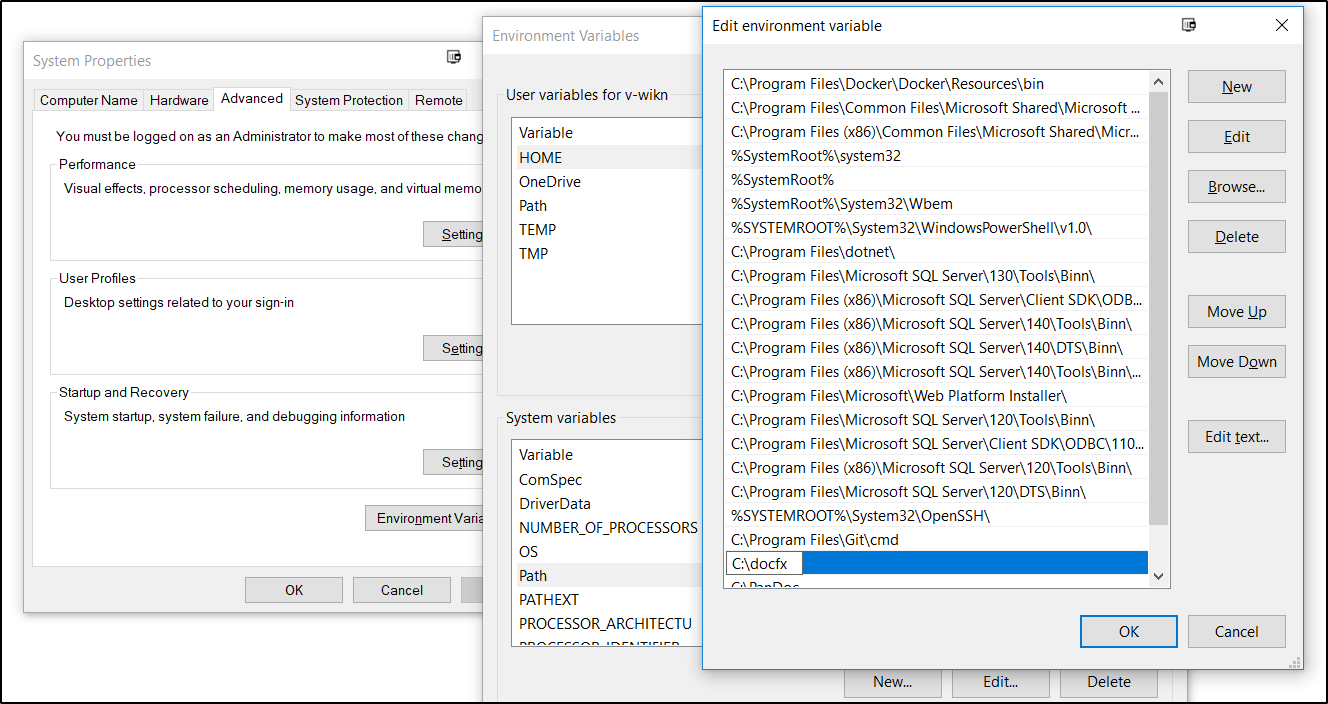 System Properties
Computer Name
Hardware
Advanced
System Protection
Remote
You must be logged on as an Administrator to make most of these chang
Performance
Visual effects, processor scheduling, memory usage, and virtual memo
Setting
User Profiles
Desktop settings related to your sign-in
Setting
Startup and Recovery
System startup, system failure, and debugging information
Setting
Environment Varia
OK
Cancel
Environment Variables
User variables for v-wikn
Variable
HOME
OneDrive
Path
TEMP
TMP
System variables
Variable
ComSpec
DriverData
NUMBER_OF_PROCESSORS
OS
Path
PATHEXT
PROCESSOR_ARCHITECTU
PROCESSOR_IDENTIFIER
New...
Edit...
Delete
Edit environment variable
C:\Program Files\Docker\Docker\Resources\bin
C:\Program Files\Common Files\Microsoft Shared\Microsoft ...
C:\Program Files (x86)\Common Files\Microsoft Shared\Micr...
%SystemRoot%\system32
%SystemRoot%
%SystemRoot%\System32\Wbem
%SYSTEMROOT%\System32\WindowsPowerShell\v1.0\
C:\Program Files\dotnet\
C:\Program Files\Microsoft SQL Server\130\Tools\Binn\
C:\Program Files (x86)\Microsoft SQL Server\Client SDK\ODB...
C:\Program Files (x86)\Microsoft SQL Server\140\Tools\Binn\
C:\Program Files (x86)\Microsoft SQL Server\140\DTS\Binn\
C:\Program Files (x86)\Microsoft SQL Server\140\Tools\Binn\...
C:\Program Files\Microsoft\Web Platform Installer\
C:\Program Files\Microsoft SQL Server\120\Tools\Binn\
C:\Program Files\Microsoft SQL Server\Client SDK\ODBC\110...
C:\Program Files (x86)\Microsoft SQL Server\120\Tools\Binn\
C:\Program Files\Microsoft SQL Server\120\DTS\Binn\
%SYSTEMROOT%\System32\OpenSSH\
C:\Program Files\Git\cmd
C:\docfx
C:\PanDoc
New
Edit
Browse...
Delete
Move Up
Move Down
Edit text...
OK
Cancel